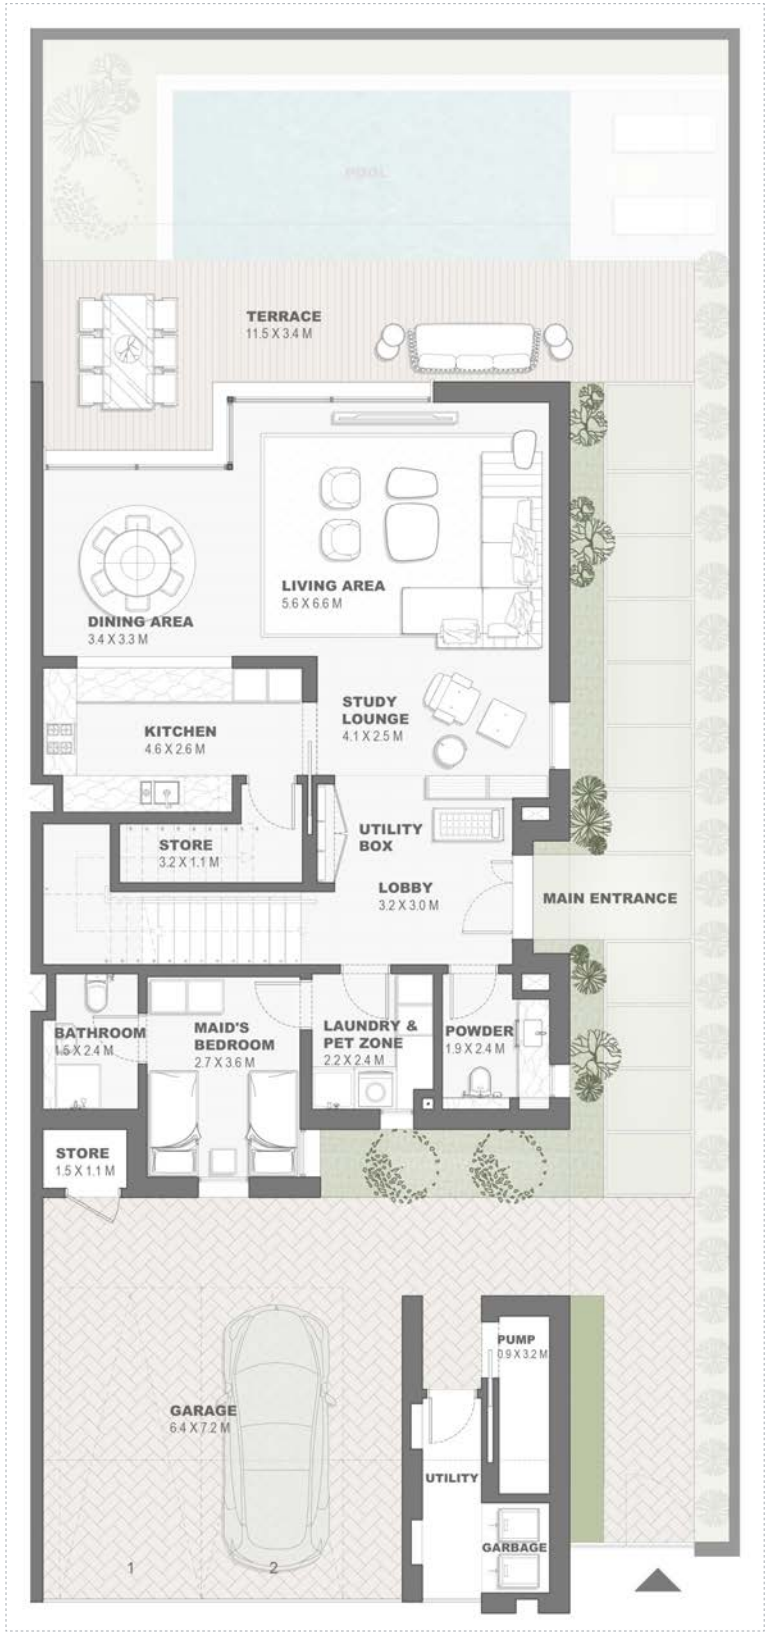 POOL
TERRACE
11.5 X 3.4 M
LIVING AREA
5.6 X 6.6 M
DINING AREA
3.4 X 3.3 M
STUDY
LOUNGE
4.1 X 2.5 M
KITCHEN
4.6 X 2.6 M
UTILITY
BOX
STORE
3.2 X 1.1 M
LOBBY
3.2 X 3.0 M
MAIN ENTRANCE
BATHROOM
1.5 X 2.4 M
MAID'S
BEDROOM
2.7 X 3.6 M
LAUNDRY &
PET ZONE
2.2 X 2.4 M
POWDER
1.9 X 2.4 M
STORE
1.5 X 1.1 M
PUMP
0.9 X 3.2 M
GARAGE
6.4 X 7.2 M
UTILITY
GARBAGE
1
2